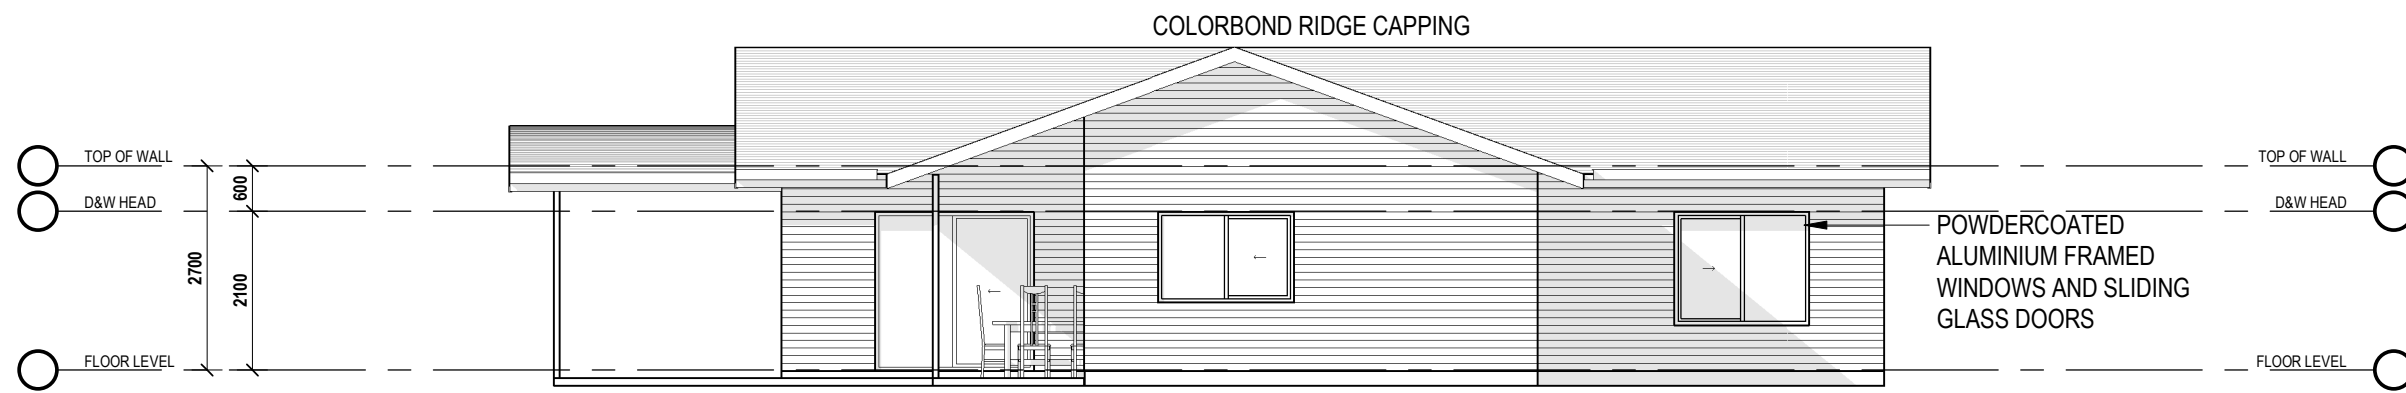 COLORBOND RIDGE CAPPING
TOP OF WALL
TOP OF WALL
600
D&W HEAD
D&W HEAD
POWDERCOATED
ALUMINIUM FRAMED
WINDOWS AND SLIDING
GLASS DOORS
2700
2100
FLOOR LEVEL
FLOOR LEVEL